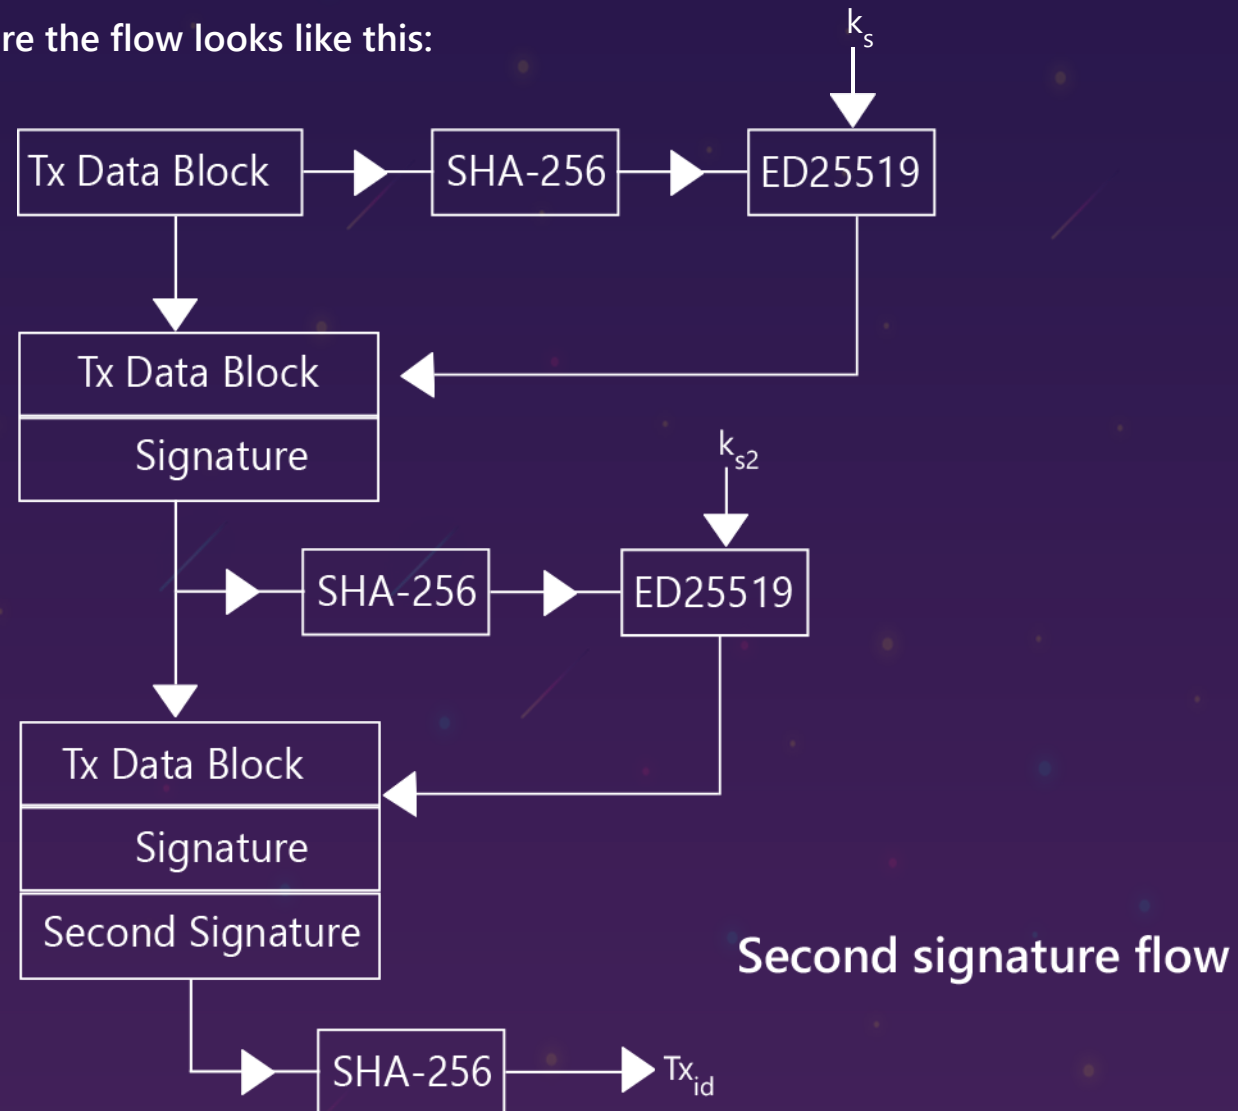 re the flow looks like this:
kₛ
Tx Data Block
SHA-256
ED25519
Tx Data Block
Signature
kₛ₂
SHA-256
ED25519
Tx Data Block
Signature
Second Signature
Second signature flow
SHA-256
Txid